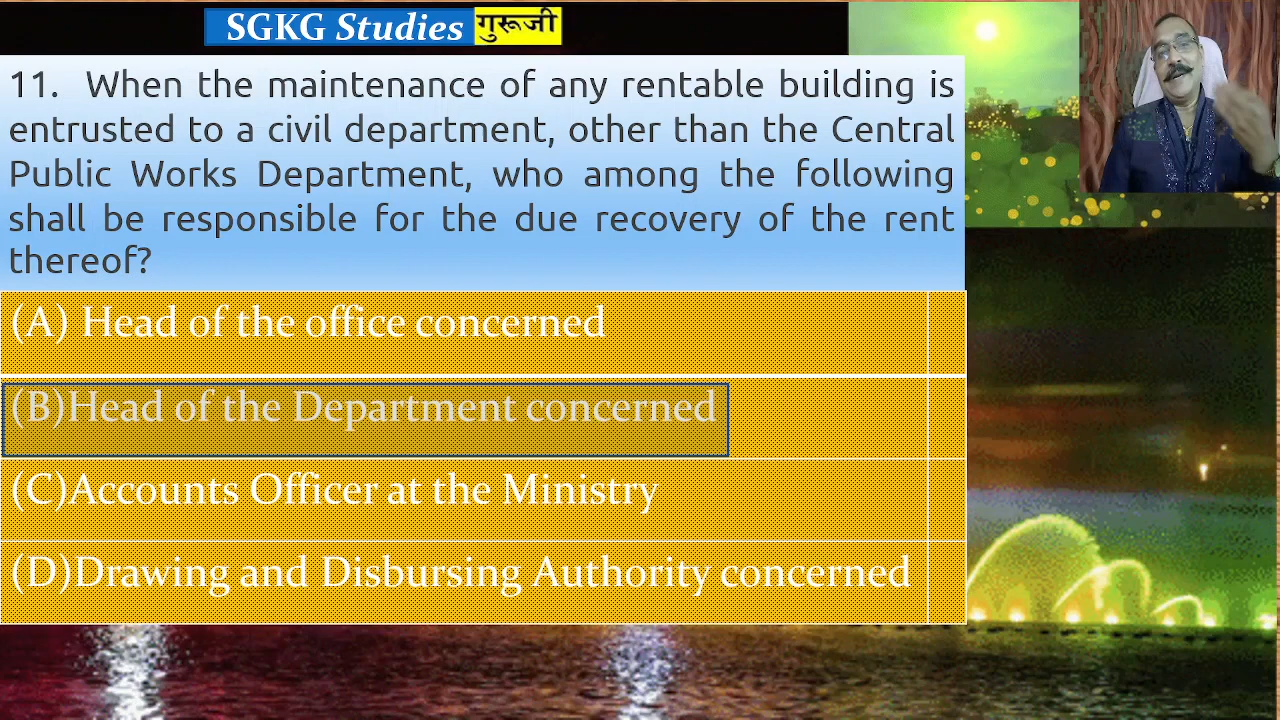 SGKG Studies गुरूजी
11. When the maintenance of any rentable building is
entrusted to a civil department, other than the Central
Public Works Department, who among the following
shall be responsible for the due recovery of the rent
thereof?
(A) Head of the office concerned
(B)Head of the Department concerned
(C)Accounts Officer at the Ministry
(D)Drawing and Disbursing Authority concerned